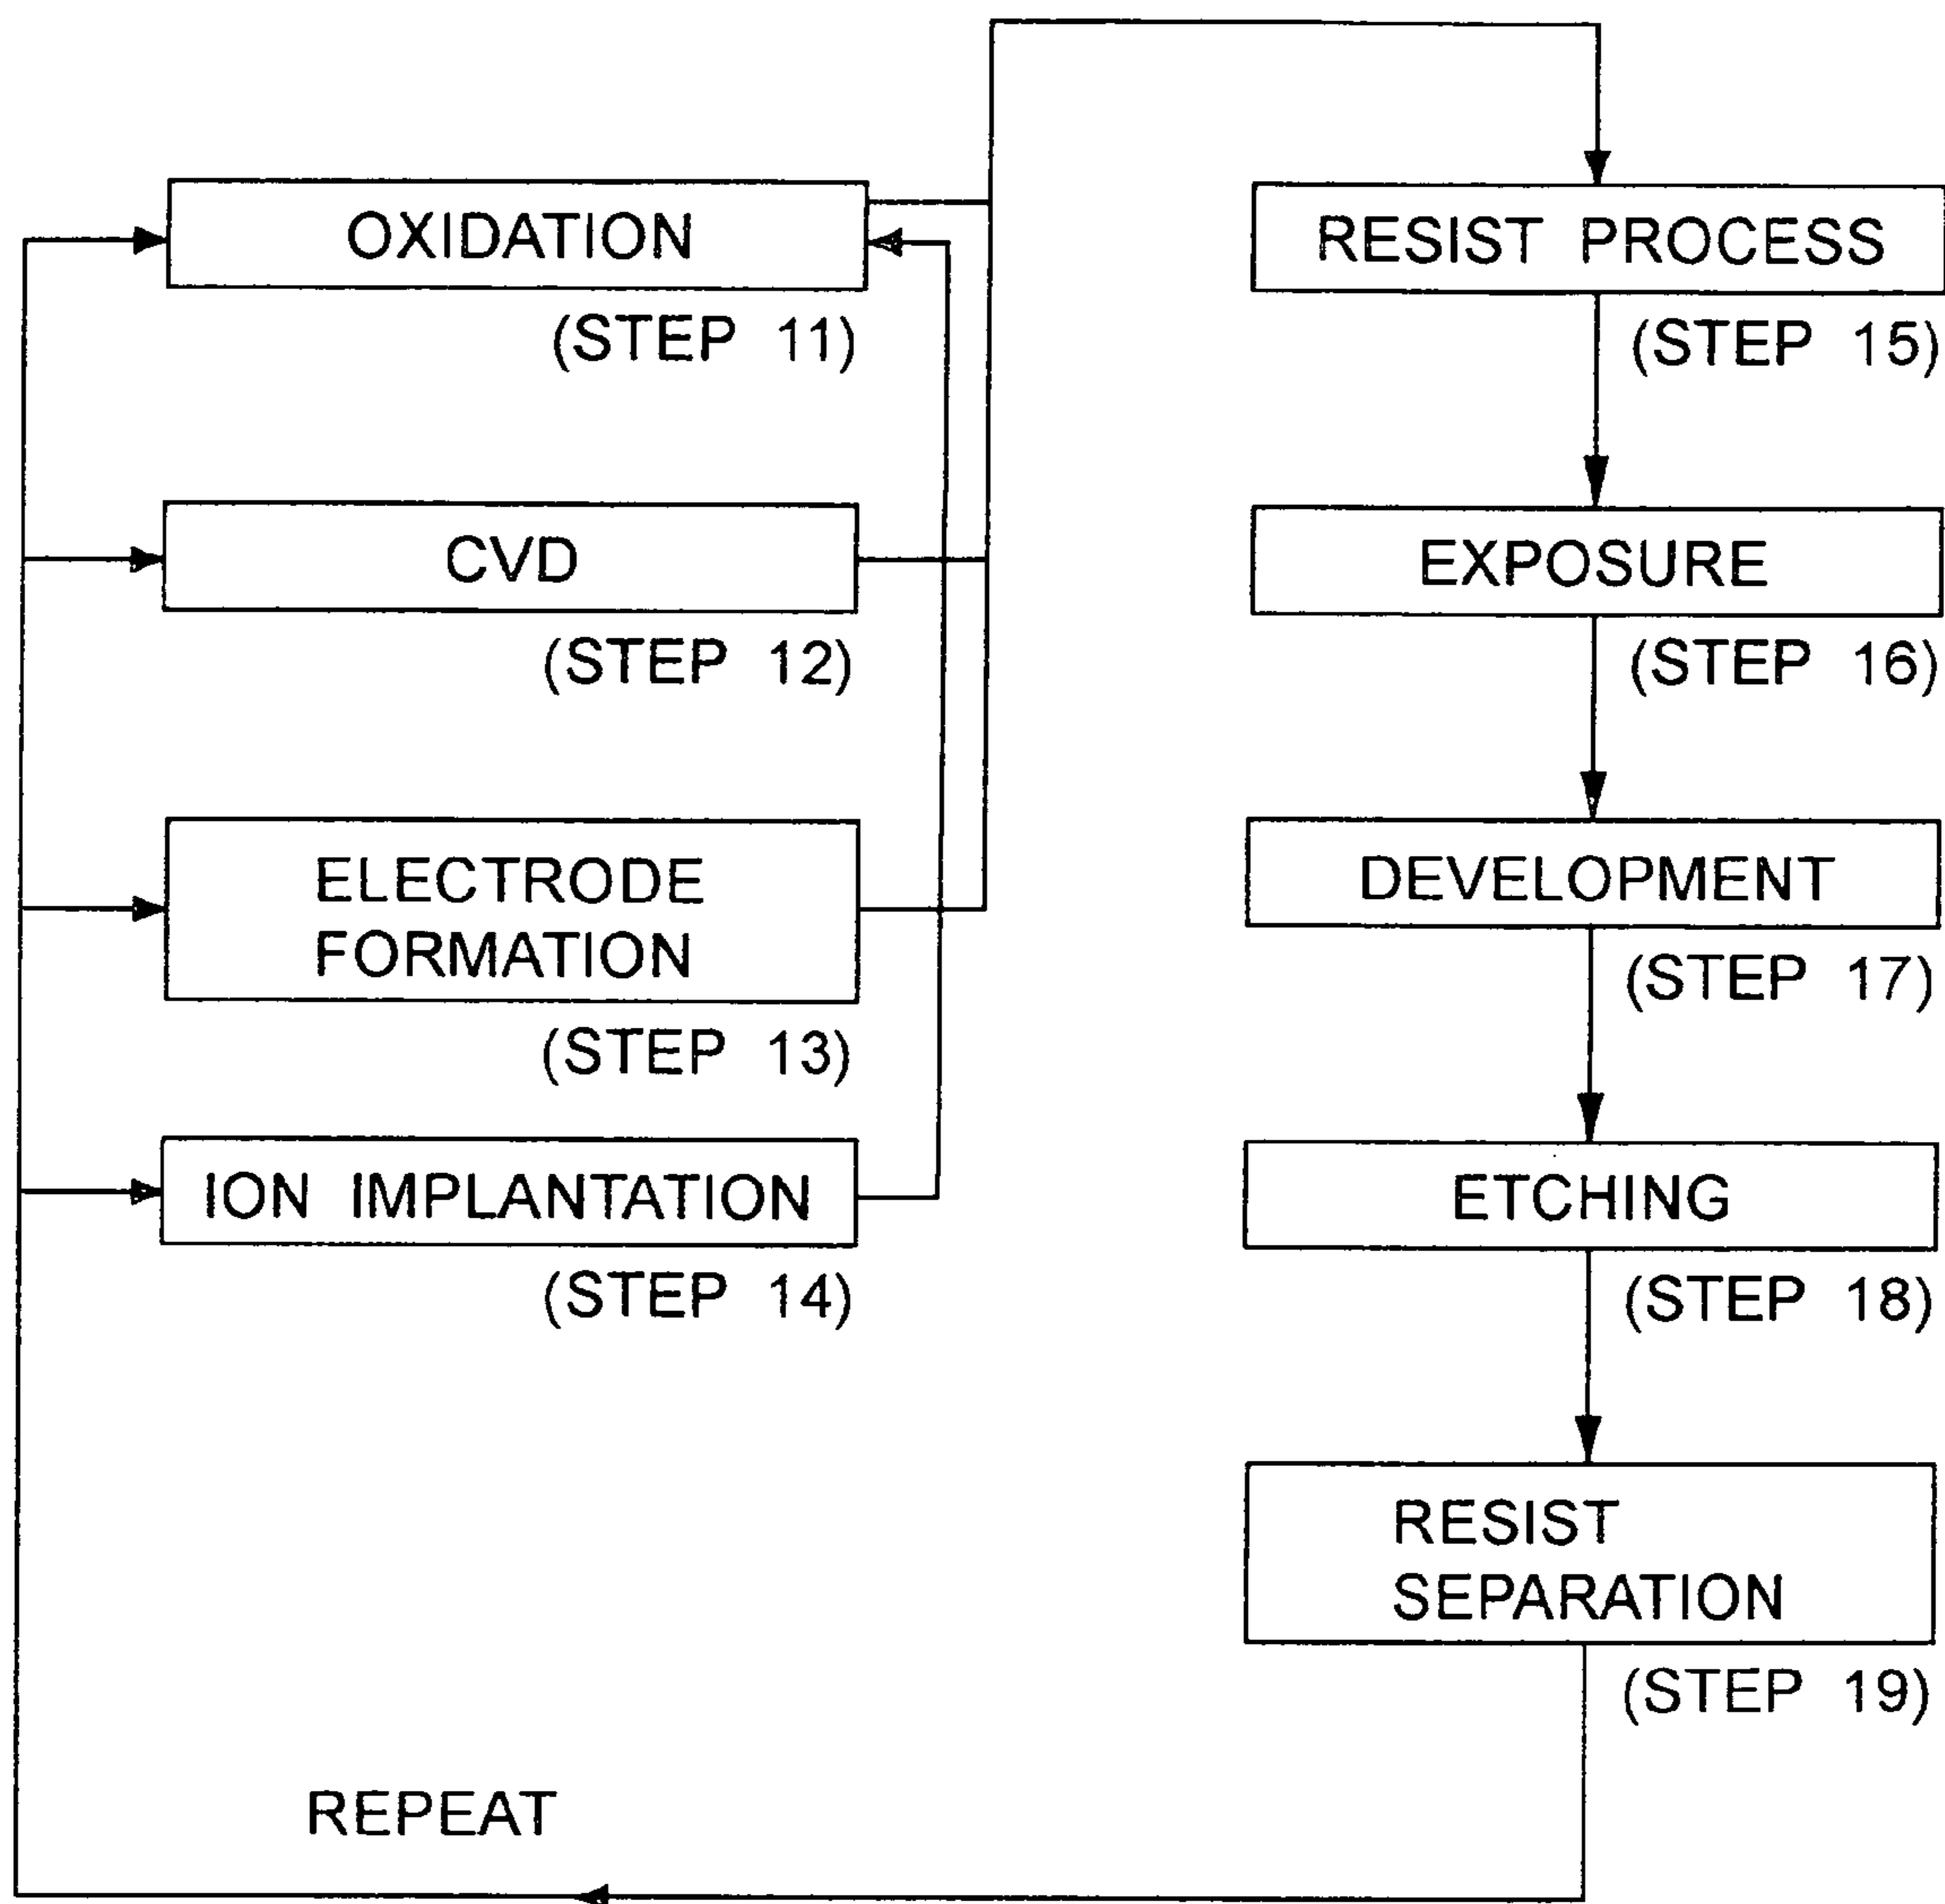 OXIDATION
(STEP 11)
CVD
(STEP 12)
ELECTRODE
FORMATION
(STEP 13)
ION IMPLANTATION
(STEP 14)
RESIST PROCESS
(STEP 15)
EXPOSURE
(STEP 16)
DEVELOPMENT
(STEP 17)
ETCHING
(STEP 18)
RESIST
SEPARATION
(STEP 19)
REPEAT